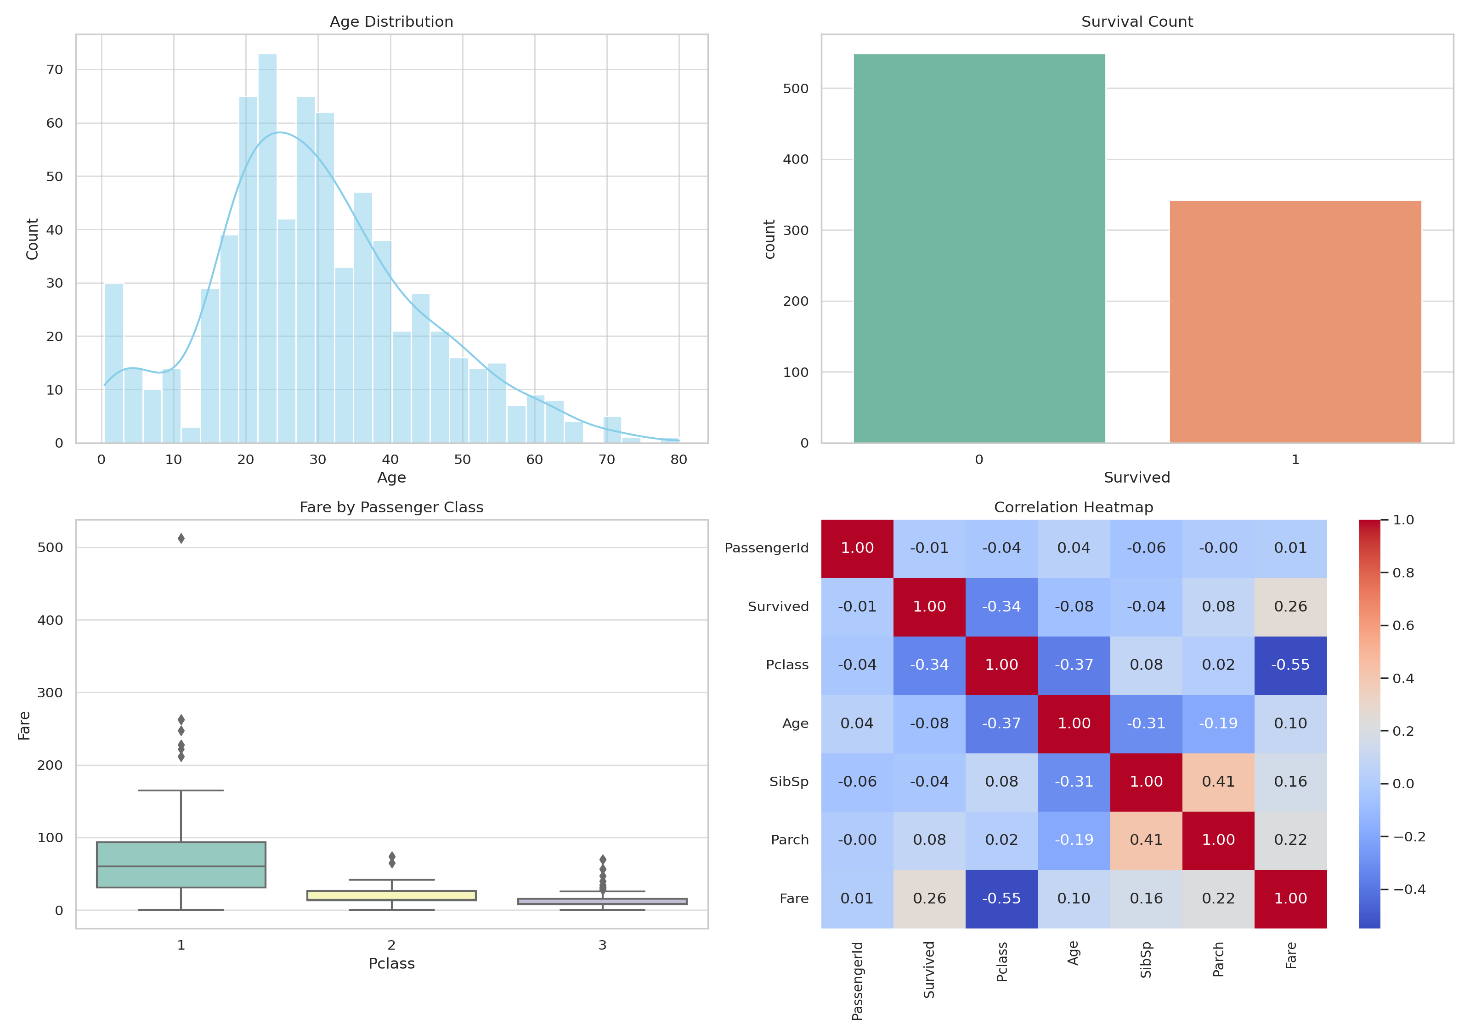 Age Distribution
Count
70
60
50
40
30
20
10
0
0 10 20 30 40 50 60 70 80
Age
Survival Count
count
500
400
300
200
100
0
0 1
Survived
Fare by Passenger Class
Fare
500
400
300
200
100
0
1 2 3
Pclass
Correlation Heatmap
PassengerId 1.00 -0.01 -0.04 0.04 -0.06 -0.00 0.01
Survived -0.01 1.00 -0.34 -0.08 -0.04 0.08 0.26
Pclass -0.04 -0.34 1.00 -0.37 0.08 0.02 -0.55
Age 0.04 -0.08 -0.37 1.00 -0.31 -0.19 0.10
SibSp -0.06 -0.04 0.08 -0.31 1.00 0.41 0.16
Parch -0.00 0.08 0.02 -0.19 0.41 1.00 0.22
Fare 0.01 0.26 -0.55 0.10 0.16 0.22 1.00
PassengerId Survived Pclass Age SibSp Parch Fare
1.0
0.8
0.6
0.4
0.2
0.0
−0.2
−0.4